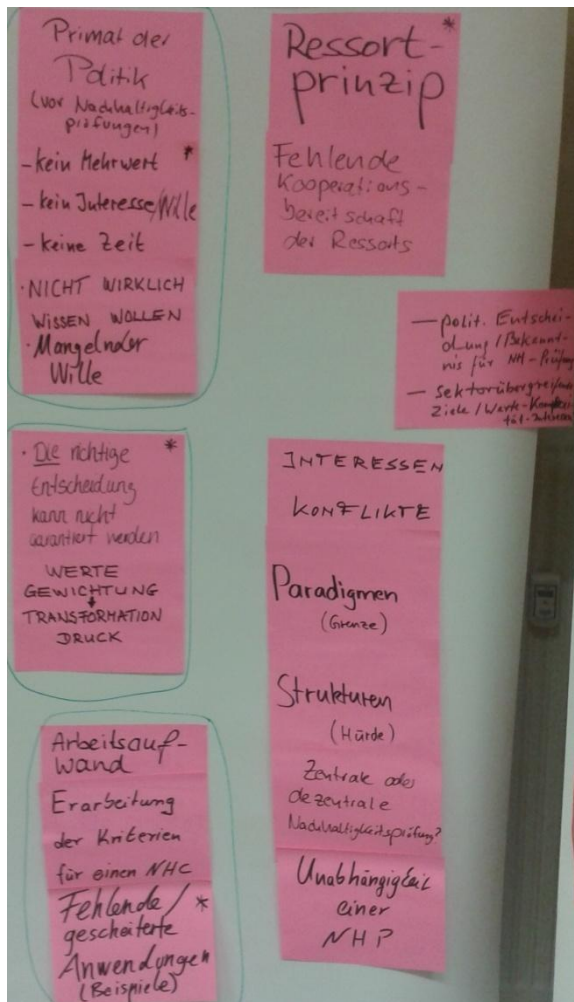 Primat der
Politik
(vor Nachhaltigkeits-
prüfungen)
*
- kein Mehrwert
- kein Interesse/Wille
- keine Zeit
· NICHT WIRKLICH
WISSEN WOLLEN
· Mangelnder
Wille
· Die richtige *
Entscheidung
kann nicht
garantiert werden
WERTE
GEWICHTUNG
TRANSFORMATION
DRUCK
Arbeitsauf-
wand
Erarbeitung
der Kriterien
für einen NHC
Fehlende/ *
gescheiterte
Anwendungen
(Beispiele)
*
Ressort-
prinzip
Fehlende
Kooperations-
bereitschaft
der Ressorts
— polit. Entschei-
dung/Bekennt-
nis für NH-Prüfung
— Sektorübergreifende
Ziele/Werte-
INTERESSEN
KONFLIKTE
Paradigmen
(Grenze)
Strukturen
(Hürde)
Zentrale oder
dezentrale
Nachhaltigkeitsprüfung?
Unabhängigkeit
einer
NHP